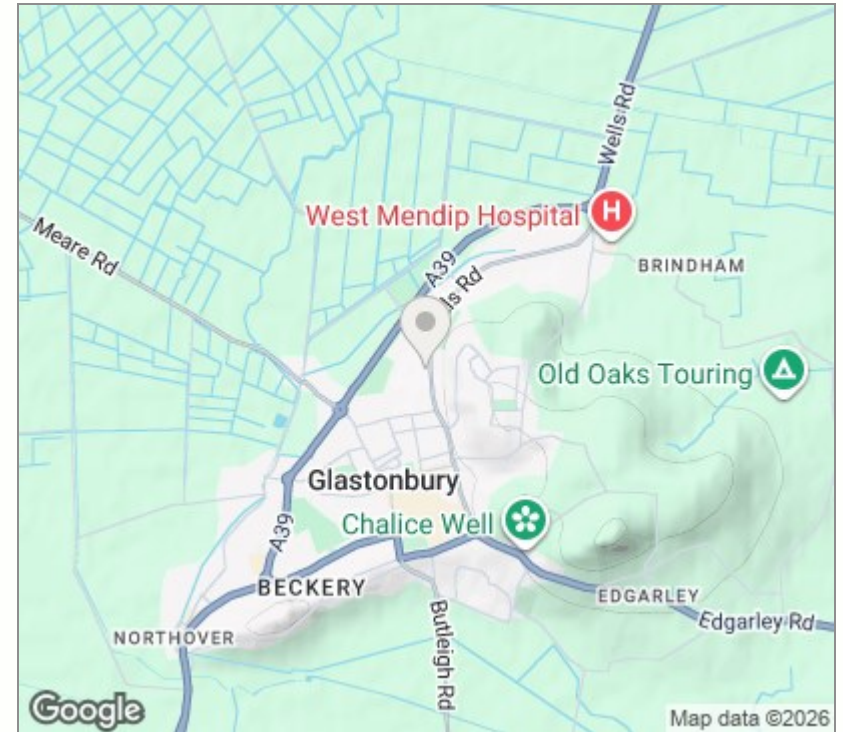 Wells Rd
West Mendip Hospital
H
Meare Rd
A39
BRINDHAM
ls Rd
Old Oaks Touring
Glastonbury
Chalice Well
A39
BECKERY
EDGARLEY
Edgarley Rd
NORTHOVER
Butleigh Rd
Google
Map data ©2026